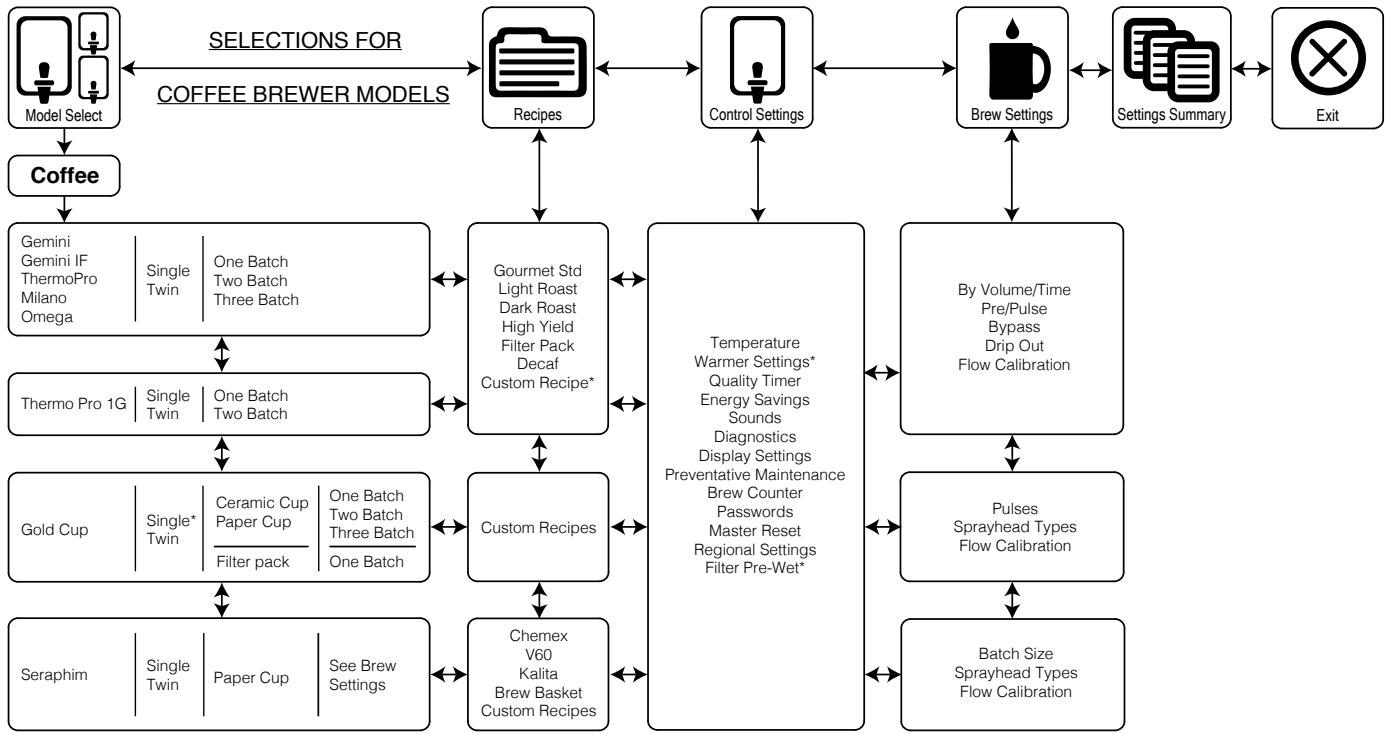 SELECTIONS FOR
COFFEE BREWER MODELS
Model Select
Recipes
Control Settings
Brew Settings
Settings Summary
Exit
Coffee
Gemini
Gemini IF
ThermoPro
Milano
Omega
Single
Twin
One Batch
Two Batch
Three Batch
Thermo Pro 1G
Single
Twin
One Batch
Two Batch
Gold Cup
Single*
Twin
Ceramic Cup
Paper Cup
Filter pack
One Batch
Two Batch
Three Batch
One Batch
Seraphim
Single
Twin
Paper Cup
See Brew
Settings
Gourmet Std
Light Roast
Dark Roast
High Yield
Filter Pack
Decaf
Custom Recipe*
Custom Recipes
Chemex
V60
Kalita
Brew Basket
Custom Recipes
Temperature
Warmer Settings*
Quality Timer
Energy Savings
Sounds
Diagnostics
Display Settings
Preventative Maintenance
Brew Counter
Passwords
Master Reset
Regional Settings
Filter Pre-Wet*
By Volume/Time
Pre/Pulse
Bypass
Drip Out
Flow Calibration
Pulses
Sprayhead Types
Flow Calibration
Batch Size
Sprayhead Types
Flow Calibration